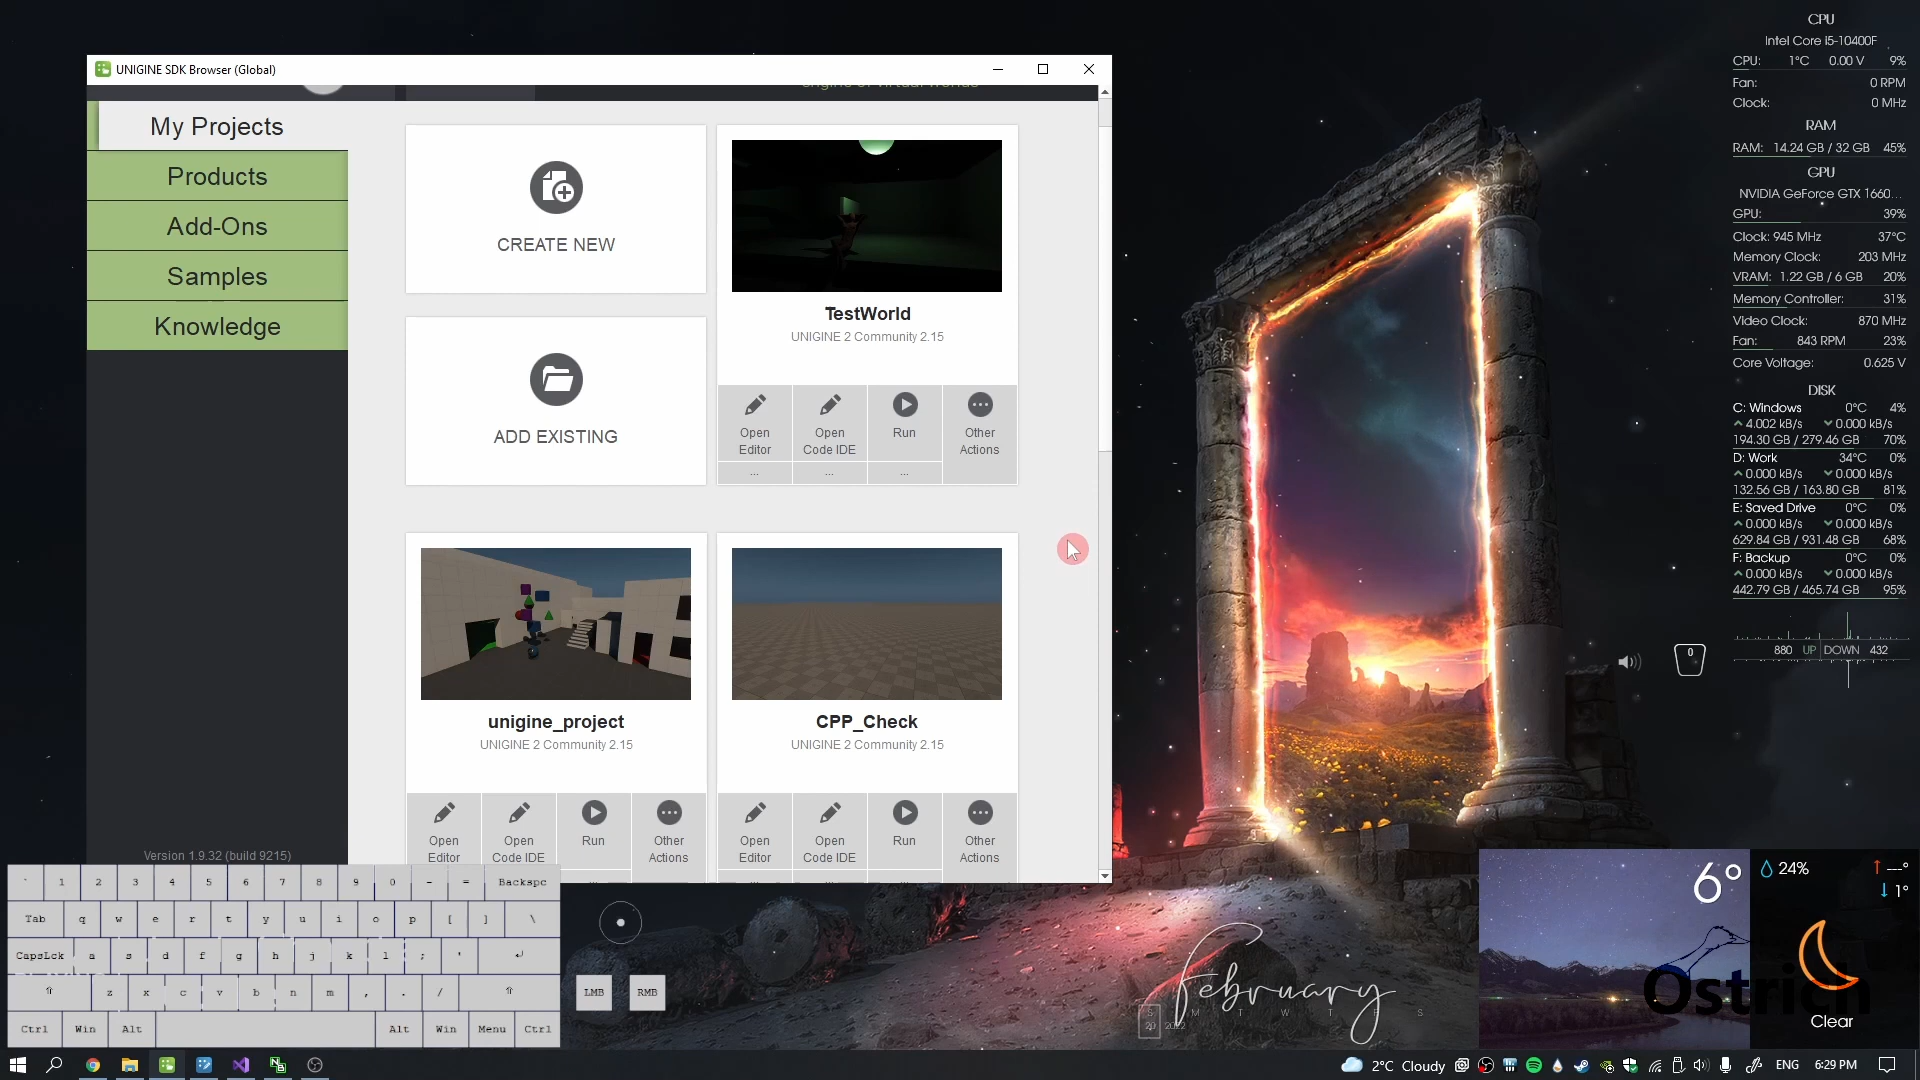 UNIGINE SDK Browser (Global)
My Projects
Products
Add-Ons
Samples
Knowledge
Version 1.9.32 (build 9215)
CREATE NEW
ADD EXISTING
TestWorld
UNIGINE 2 Community 2.15
Open Editor
Open Code IDE
Run
Other Actions
...
...
...
unigine_project
UNIGINE 2 Community 2.15
Open Editor
Open Code IDE
Run
Other Actions
CPP_Check
UNIGINE 2 Community 2.15
Open Editor
Open Code IDE
Run
Other Actions
CPU
Intel Core i5-10400F
CPU: 1°C 0.00 V 9%
Fan: 0 RPM
Clock: 0 MHz
RAM
RAM: 14.24 GB / 32 GB 45%
GPU
NVIDIA GeForce GTX 1660...
GPU: 39%
Clock: 945 MHz 37°C
Memory Clock: 203 MHz
VRAM: 1.22 GB / 6 GB 20%
Memory Controller: 31%
Video Clock: 870 MHz
Fan: 843 RPM 23%
Core Voltage: 0.625 V
DISK
C: Windows 0°C 4%
4.002 kB/s 0.000 kB/s
194.30 GB / 279.46 GB 70%
D: Work 34°C 0%
0.000 kB/s 0.000 kB/s
132.56 GB / 163.80 GB 81%
E: Saved Drive 0°C 0%
0.000 kB/s 0.000 kB/s
629.84 GB / 931.48 GB 68%
F: Backup 0°C 0%
0.000 kB/s 0.000 kB/s
442.79 GB / 465.74 GB 95%
880 UP DOWN 432
0
` 1 2 3 4 5 6 7 8 9 0 - = Backspc
Tab q w e r t y u i o p [ ] \
CapsLck a s d f g h j k l ; '
z x c v b n m , . /
Ctrl Win Alt Alt Win Menu Ctrl
LMB RMB
February
S M T W T F S
20 2022
6° 24% ---°
1°
Ostrich
Clear
2°C Cloudy ENG 6:29 PM